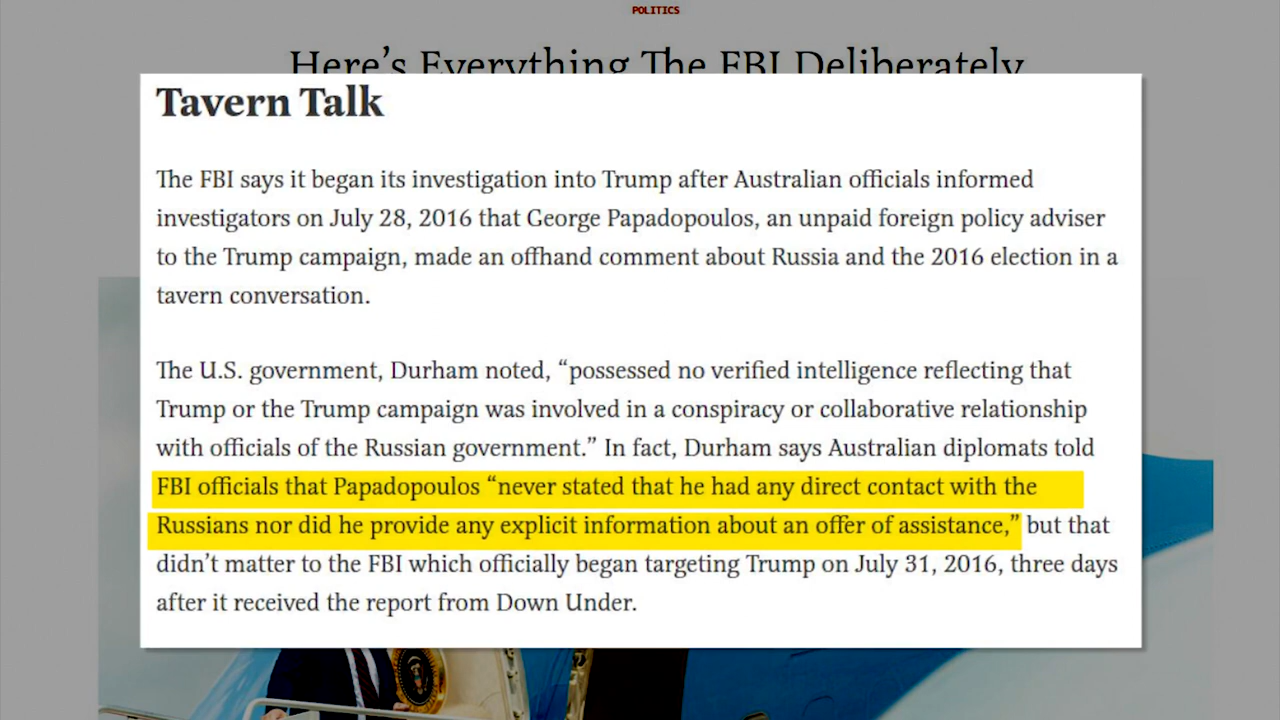 POLITICS
Here’s Everything The FBI Deliberately
Tavern Talk
The FBI says it began its investigation into Trump after Australian officials informed
investigators on July 28, 2016 that George Papadopoulos, an unpaid foreign policy adviser
to the Trump campaign, made an offhand comment about Russia and the 2016 election in a
tavern conversation.
The U.S. government, Durham noted, “possessed no verified intelligence reflecting that
Trump or the Trump campaign was involved in a conspiracy or collaborative relationship
with officials of the Russian government.” In fact, Durham says Australian diplomats told
FBI officials that Papadopoulos “never stated that he had any direct contact with the
Russians nor did he provide any explicit information about an offer of assistance,” but that
didn’t matter to the FBI which officially began targeting Trump on July 31, 2016, three days
after it received the report from Down Under.